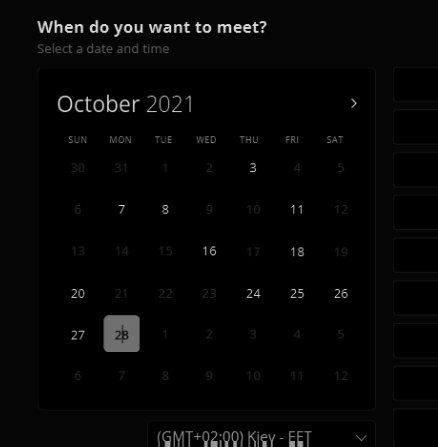 When do you want to meet?
Select a date and time
October 2021
SUN MON TUE WED THU FRI SAT
30 31 1 2 3 4 5
6 7 8 9 10 11 12
13 14 15 16 17 18 19
20 21 22 23 24 25 26
27 28 1 2 3 4 5
6 7 8 9 10 11 12
(GMT+02:00) Kiev - EET